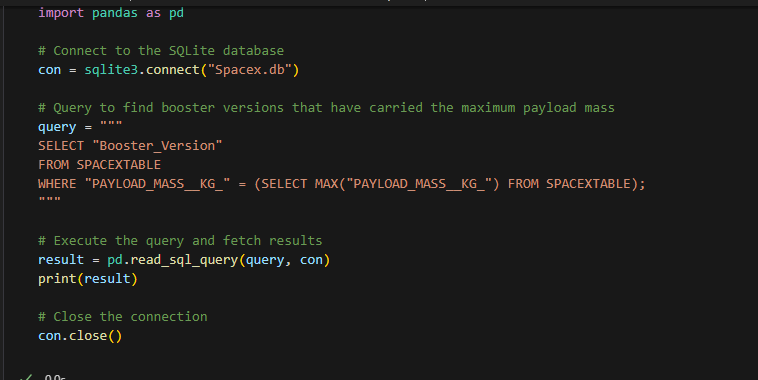 import pandas as pd
# Connect to the SQLite database
con = sqlite3.connect("Spacex.db")
# Query to find booster versions that have carried the maximum payload mass
query = """
SELECT "Booster_Version"
FROM SPACEXTABLE
WHERE "PAYLOAD_MASS__KG_" = (SELECT MAX("PAYLOAD_MASS__KG_") FROM SPACEXTABLE);
"""
# Execute the query and fetch results
result = pd.read_sql_query(query, con)
print(result)
# Close the connection
con.close()